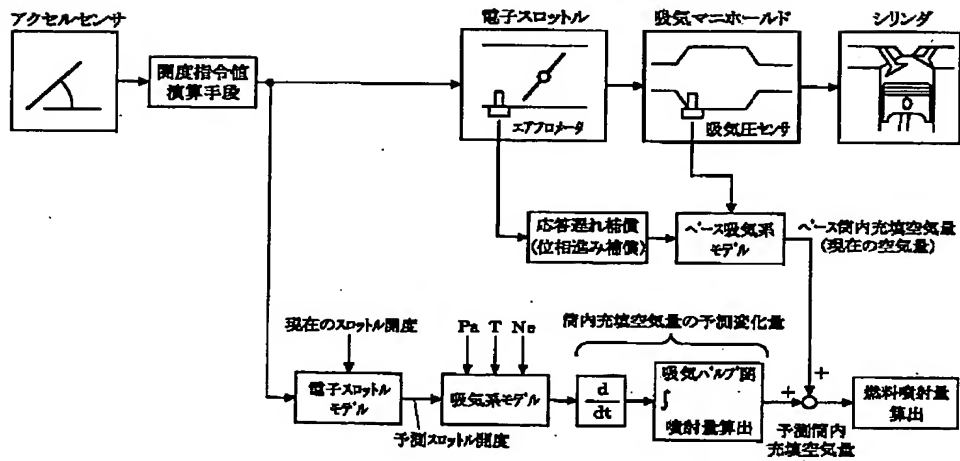 アクセルセンサ
電子スロットル
吸気マニホールド
シリンダ
開度指令値
演算手段
エアフロメータ
吸気圧センサ
応答遅れ補償
(位相進み補償)
ベース吸気系
モデル
ベース筒内充填空気量
(現在の空気量)
現在のスロットル開度
Pa T Ne
筒内充填空気量の予測変化量
電子スロットル
モデル
予測スロットル開度
吸気系モデル
d
dt
吸気バルブ閉
∫
噴射量算出
+
+
予測筒内
充填空気量
燃料噴射量
算出